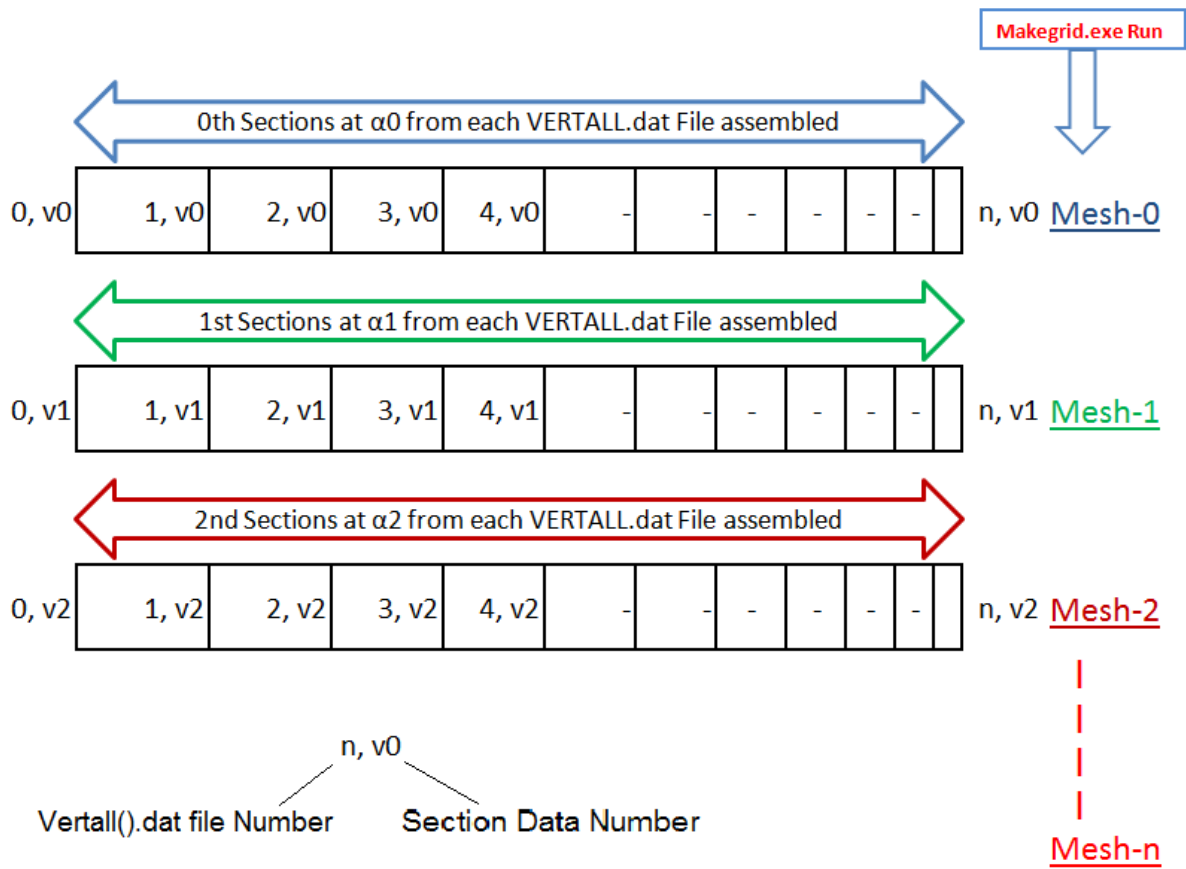 Makegrid.exe Run
0th Sections at α0 from each VERTALL.dat File assembled
0, v0 1, v0 2, v0 3, v0 4, v0 - - - - - - n, v0 Mesh-0
1st Sections at α1 from each VERTALL.dat File assembled
0, v1 1, v1 2, v1 3, v1 4, v1 - - - - - - n, v1 Mesh-1
2nd Sections at α2 from each VERTALL.dat File assembled
0, v2 1, v2 2, v2 3, v2 4, v2 - - - - - - n, v2 Mesh-2
n, v0
Vertall().dat file Number Section Data Number
Mesh-n